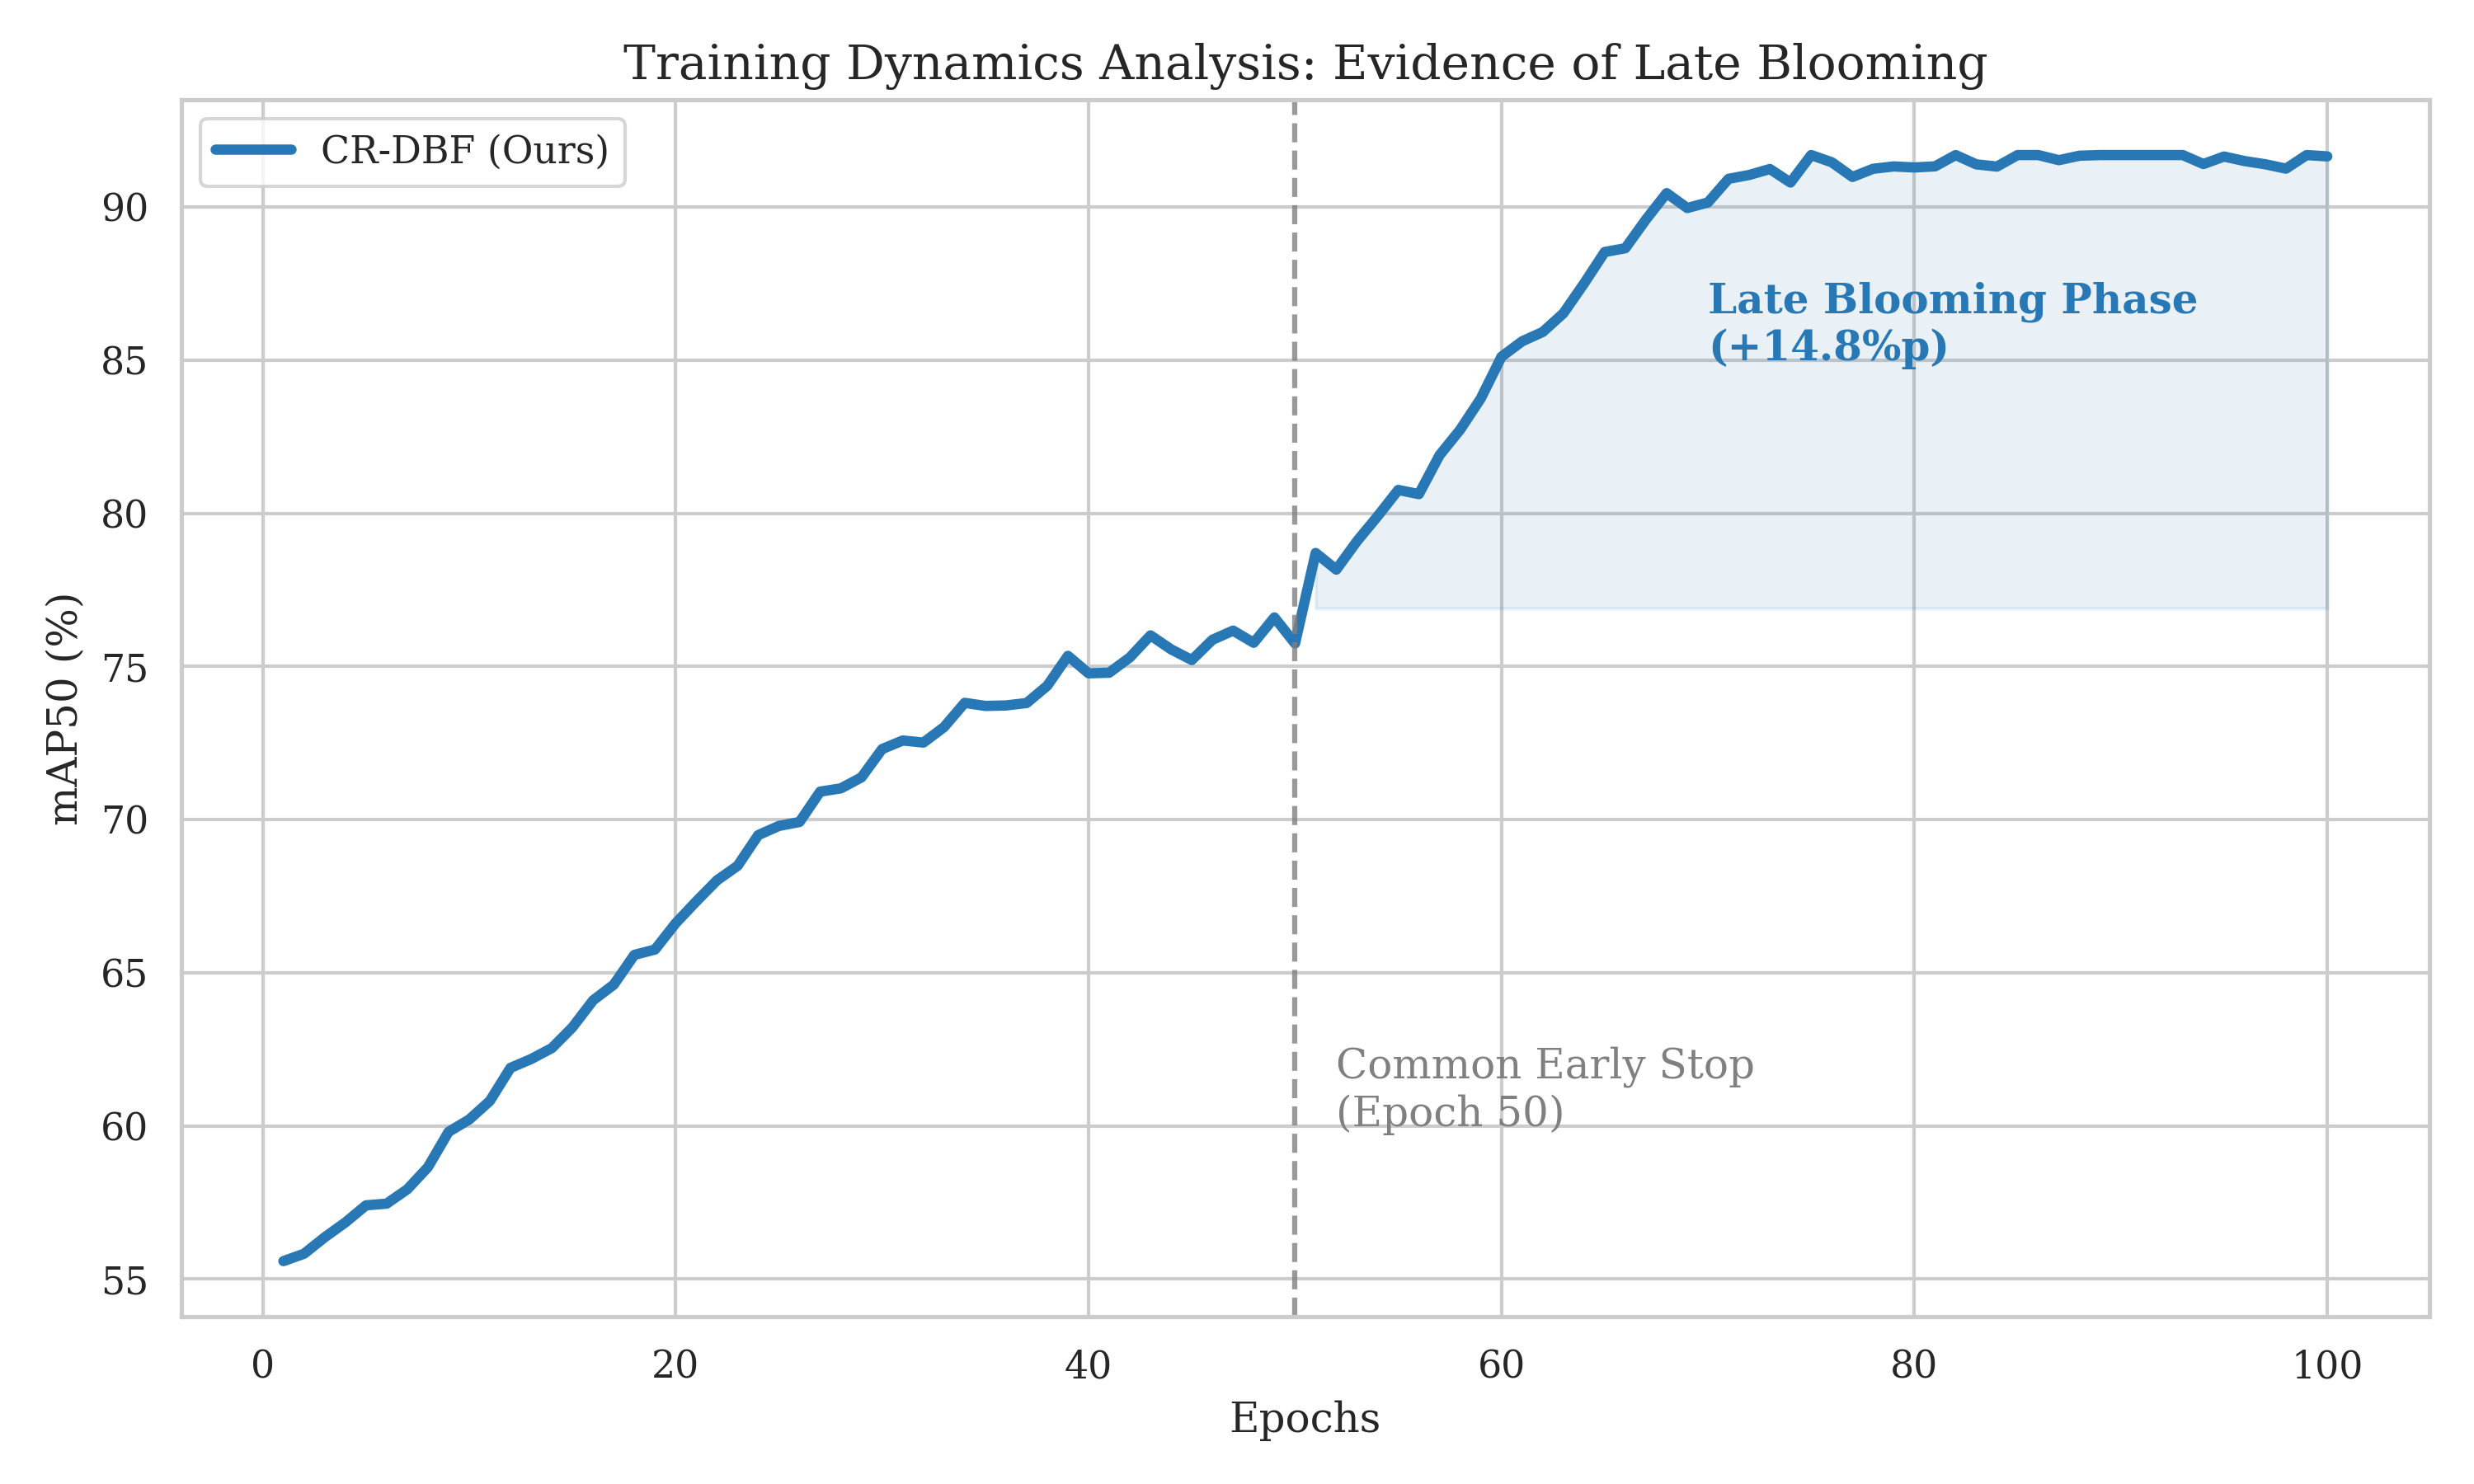 Training Dynamics Analysis: Evidence of Late Blooming
CR-DBF (Ours)
90
85
80
75
70
65
60
55
mAP50 (%)
Late Blooming Phase
(+14.8%p)
Common Early Stop
(Epoch 50)
0
20
40
60
80
100
Epochs